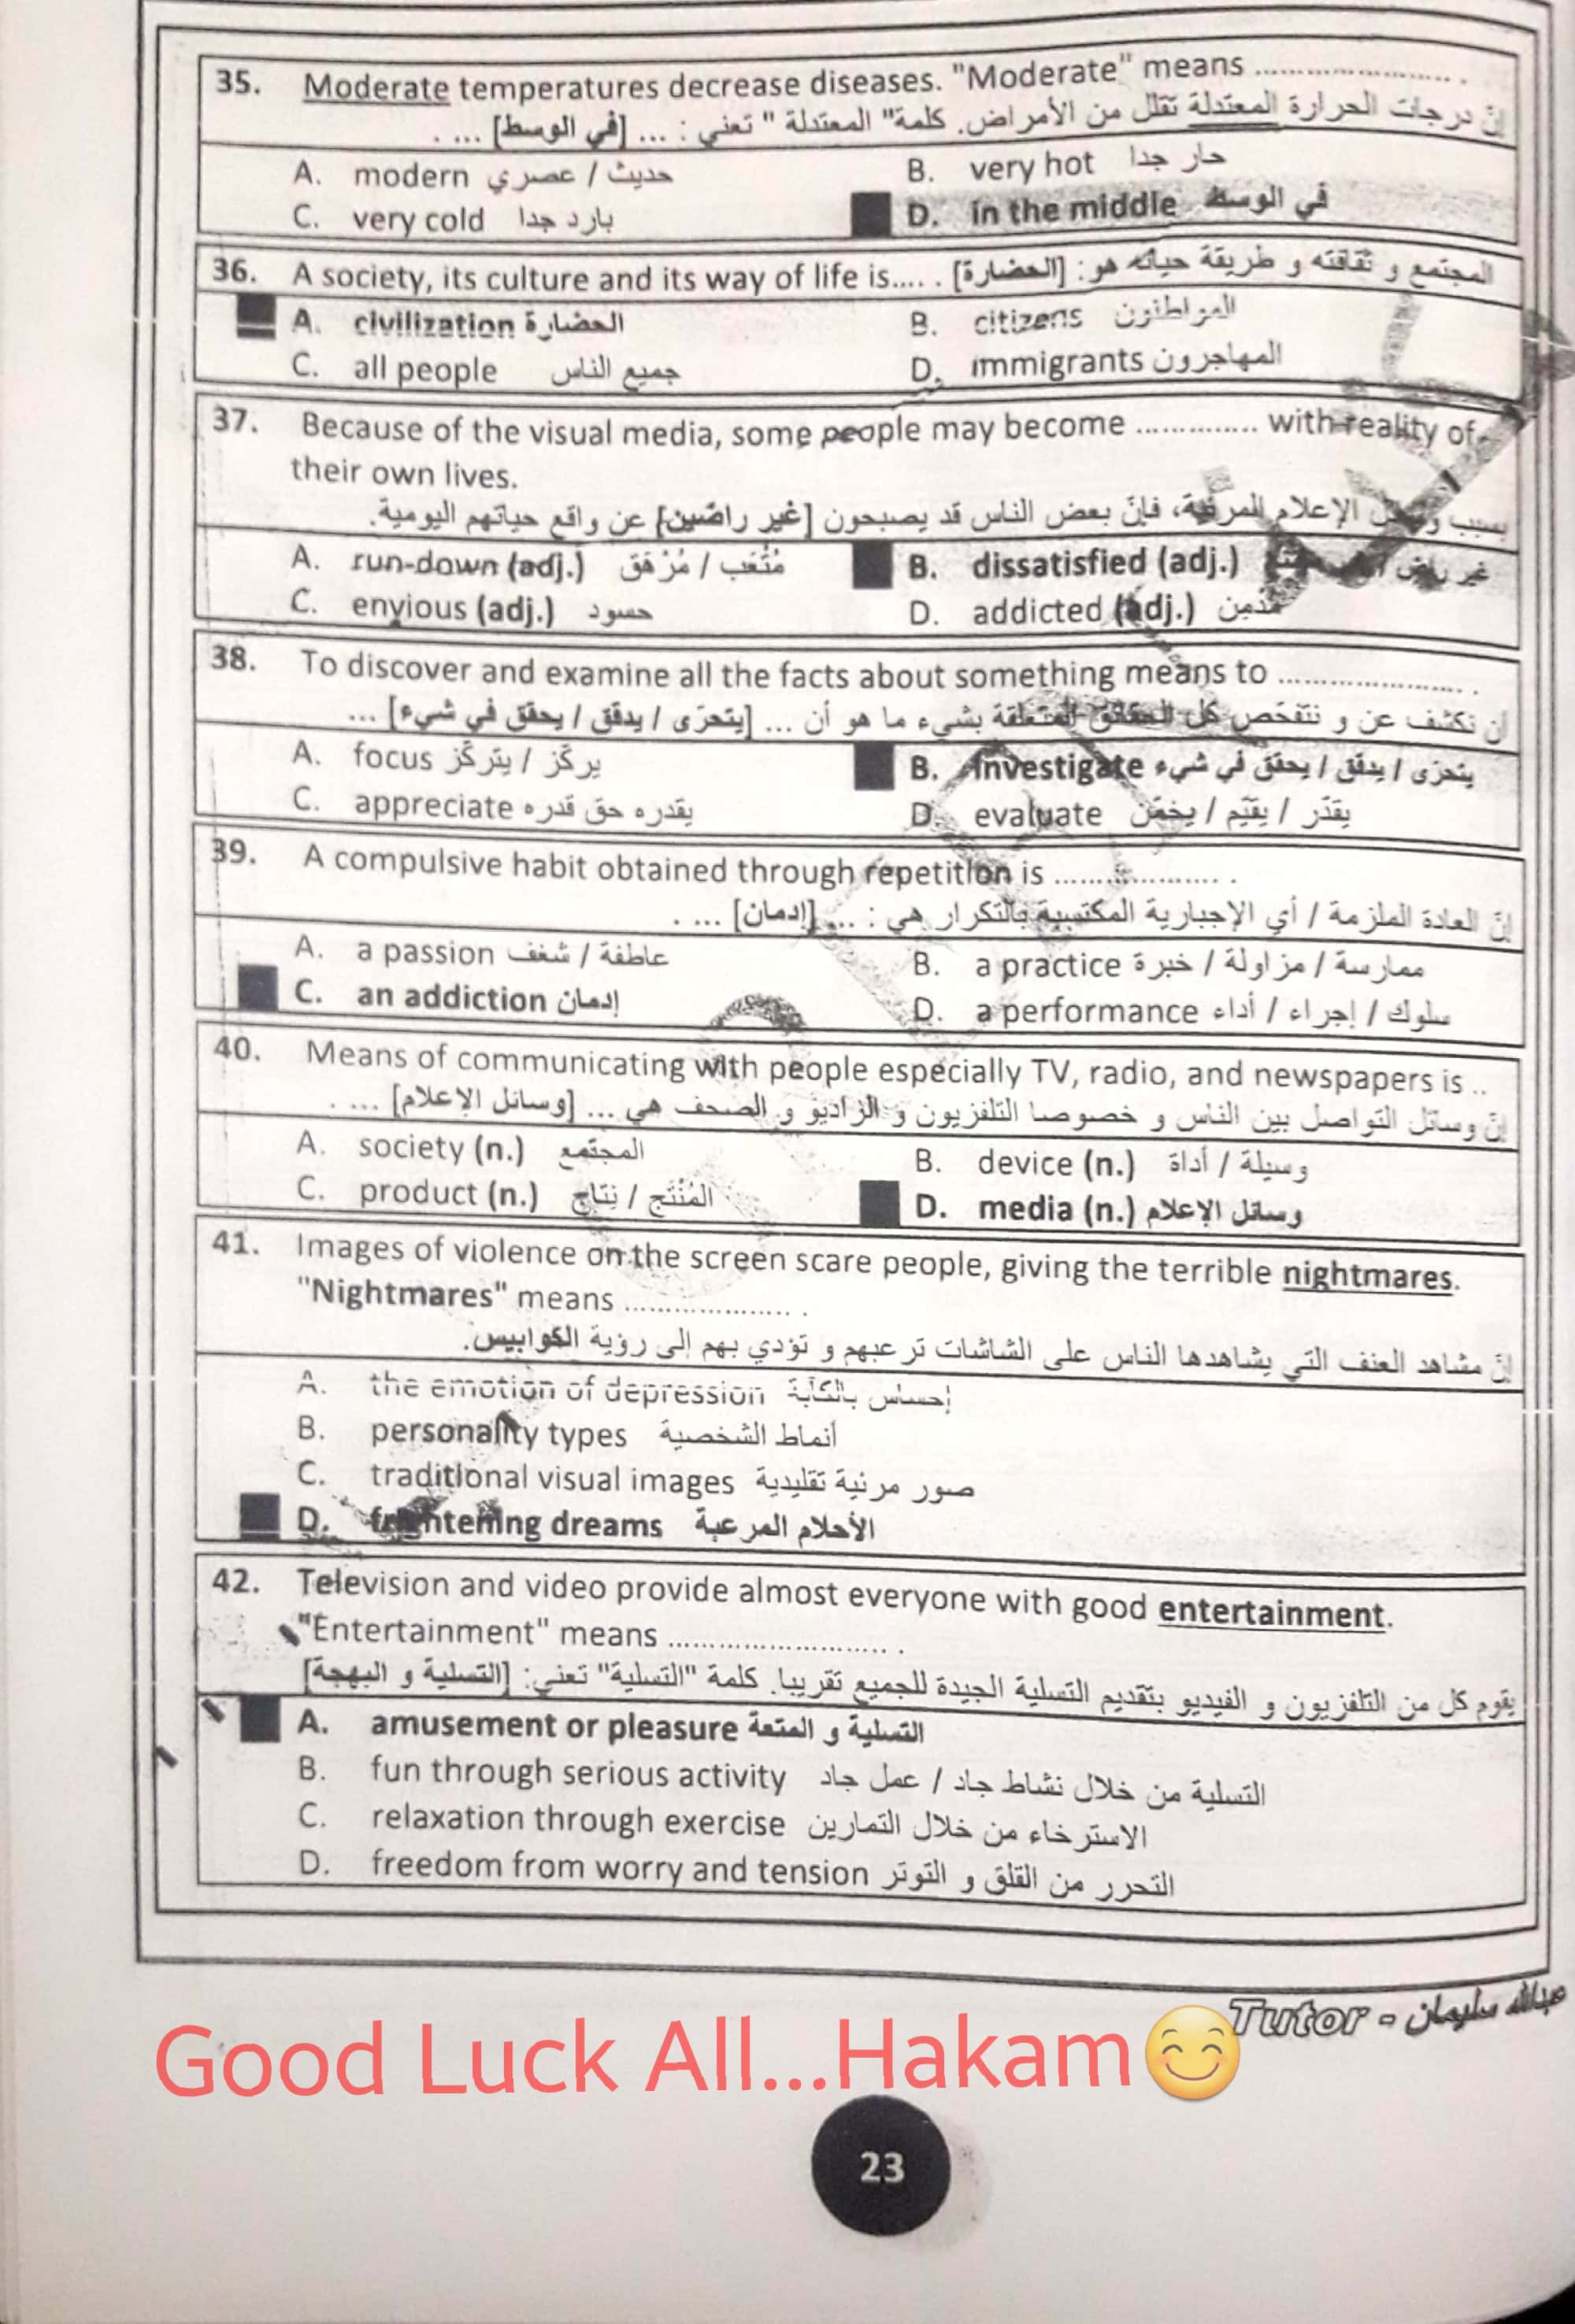 35. Moderate temperatures decrease diseases. "Moderate" means ........................ .
إنّ درجات الحرارة المعتدلة تقلل من الأمراض. كلمة" المعتدلة " تعني : ... [في الوسط] ... .
A. modern حديث / عصري B. very hot حار جدا
C. very cold بارد جدا D. in the middle في الوسط
36. A society, its culture and its way of life is.... . المجتمع و ثقافته و طريقة حياته هو: [الحضارة]
A. civilization الحضارة B. citizens المواطنون
C. all people جميع الناس D. immigrants المهاجرون
37. Because of the visual media, some people may become .............. with reality of
their own lives.
بسبب الإعلام المرئية، فإنّ بعض الناس قد يصبحون [غير راضين] عن واقع حياتهم اليومية.
A. run-down (adj.) مُتْعَب / مُرْهَق B. dissatisfied (adj.) غير راض
C. envious (adj.) حسود D. addicted (adj.) مُدمِن
38. To discover and examine all the facts about something means to ...................... .
أن نكشف عن و نتفحّص كل الحقائق المتعلقة بشيء ما هو أن ... [يتحرّى / يدقّق / يحقق في شيء] ...
A. focus يركّز / يتركّز B. investigate يتحرّى / يدقّق / يحقق في شيء
C. appreciate يقدره حق قدره D. evaluate يقدّر / يقيّم / يخمّن
39. A compulsive habit obtained through repetition is ................... .
إنّ العادة الملزمة / أي الإجبارية المكتسبة بالتكرار هي : ... [إدمان] ... .
A. a passion عاطفة / شغف B. a practice ممارسة / مزاولة / خبرة
C. an addiction إدمان D. a performance سلوك / إجراء / أداء
40. Means of communicating with people especially TV, radio, and newspapers is ..
إنّ وسائل التواصل بين الناس و خصوصا التلفزيون و الراديو و الصحف هي ... [وسائل الإعلام] ... .
A. society (n.) المجتمع B. device (n.) وسيلة / أداة
C. product (n.) المُنْتَج / نِتاج D. media (n.) وسائل الإعلام
41. Images of violence on the screen scare people, giving the terrible nightmares.
"Nightmares" means .................... .
إنّ مشاهد العنف التي يشاهدها الناس على الشاشات ترعبهم و تؤدي بهم إلى رؤية الكوابيس.
A. the emotion of depression إحساس بالكآبة
B. personality types أنماط الشخصية
C. traditional visual images صور مرئية تقليدية
D. frightening dreams الأحلام المرعبة
42. Television and video provide almost everyone with good entertainment.
"Entertainment" means .......................... .
يقوم كل من التلفزيون و الفيديو بتقديم التسلية الجيدة للجميع تقريبا. كلمة "التسلية" تعني: [التسلية و البهجة]
A. amusement or pleasure التسلية و المتعة
B. fun through serious activity التسلية من خلال نشاط جاد / عمل جاد
C. relaxation through exercise الاسترخاء من خلال التمارين
D. freedom from worry and tension التحرر من القلق و التوتر
Tutor - عبدالله سليمان
Good Luck All...Hakam😊
23